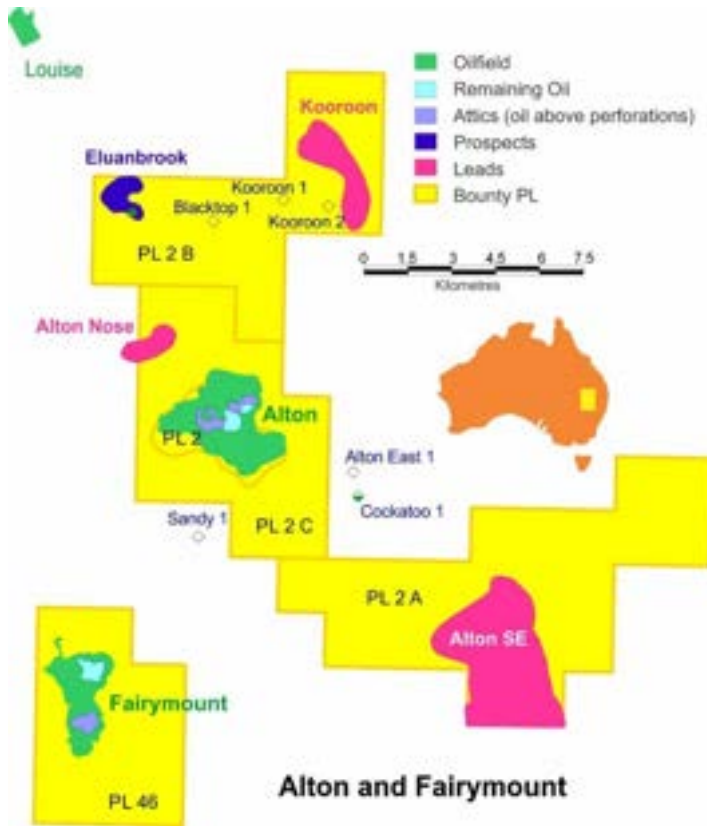 Louise
Oilfield
Remaining Oil
Attics (oil above perforations)
Prospects
Leads
Bounty PL
Kooroon
Eluanbrook
Kooroon 1
Blacktop 1
Kooroon 2
PL 2 B
0 1.5 3 4.5 6 7.5
Kilometres
Alton Nose
Alton
PL 2
Alton East 1
Cockatoo 1
Sandy 1
PL 2 C
PL 2 A
Alton SE
Fairymount
PL 46
Alton and Fairymount